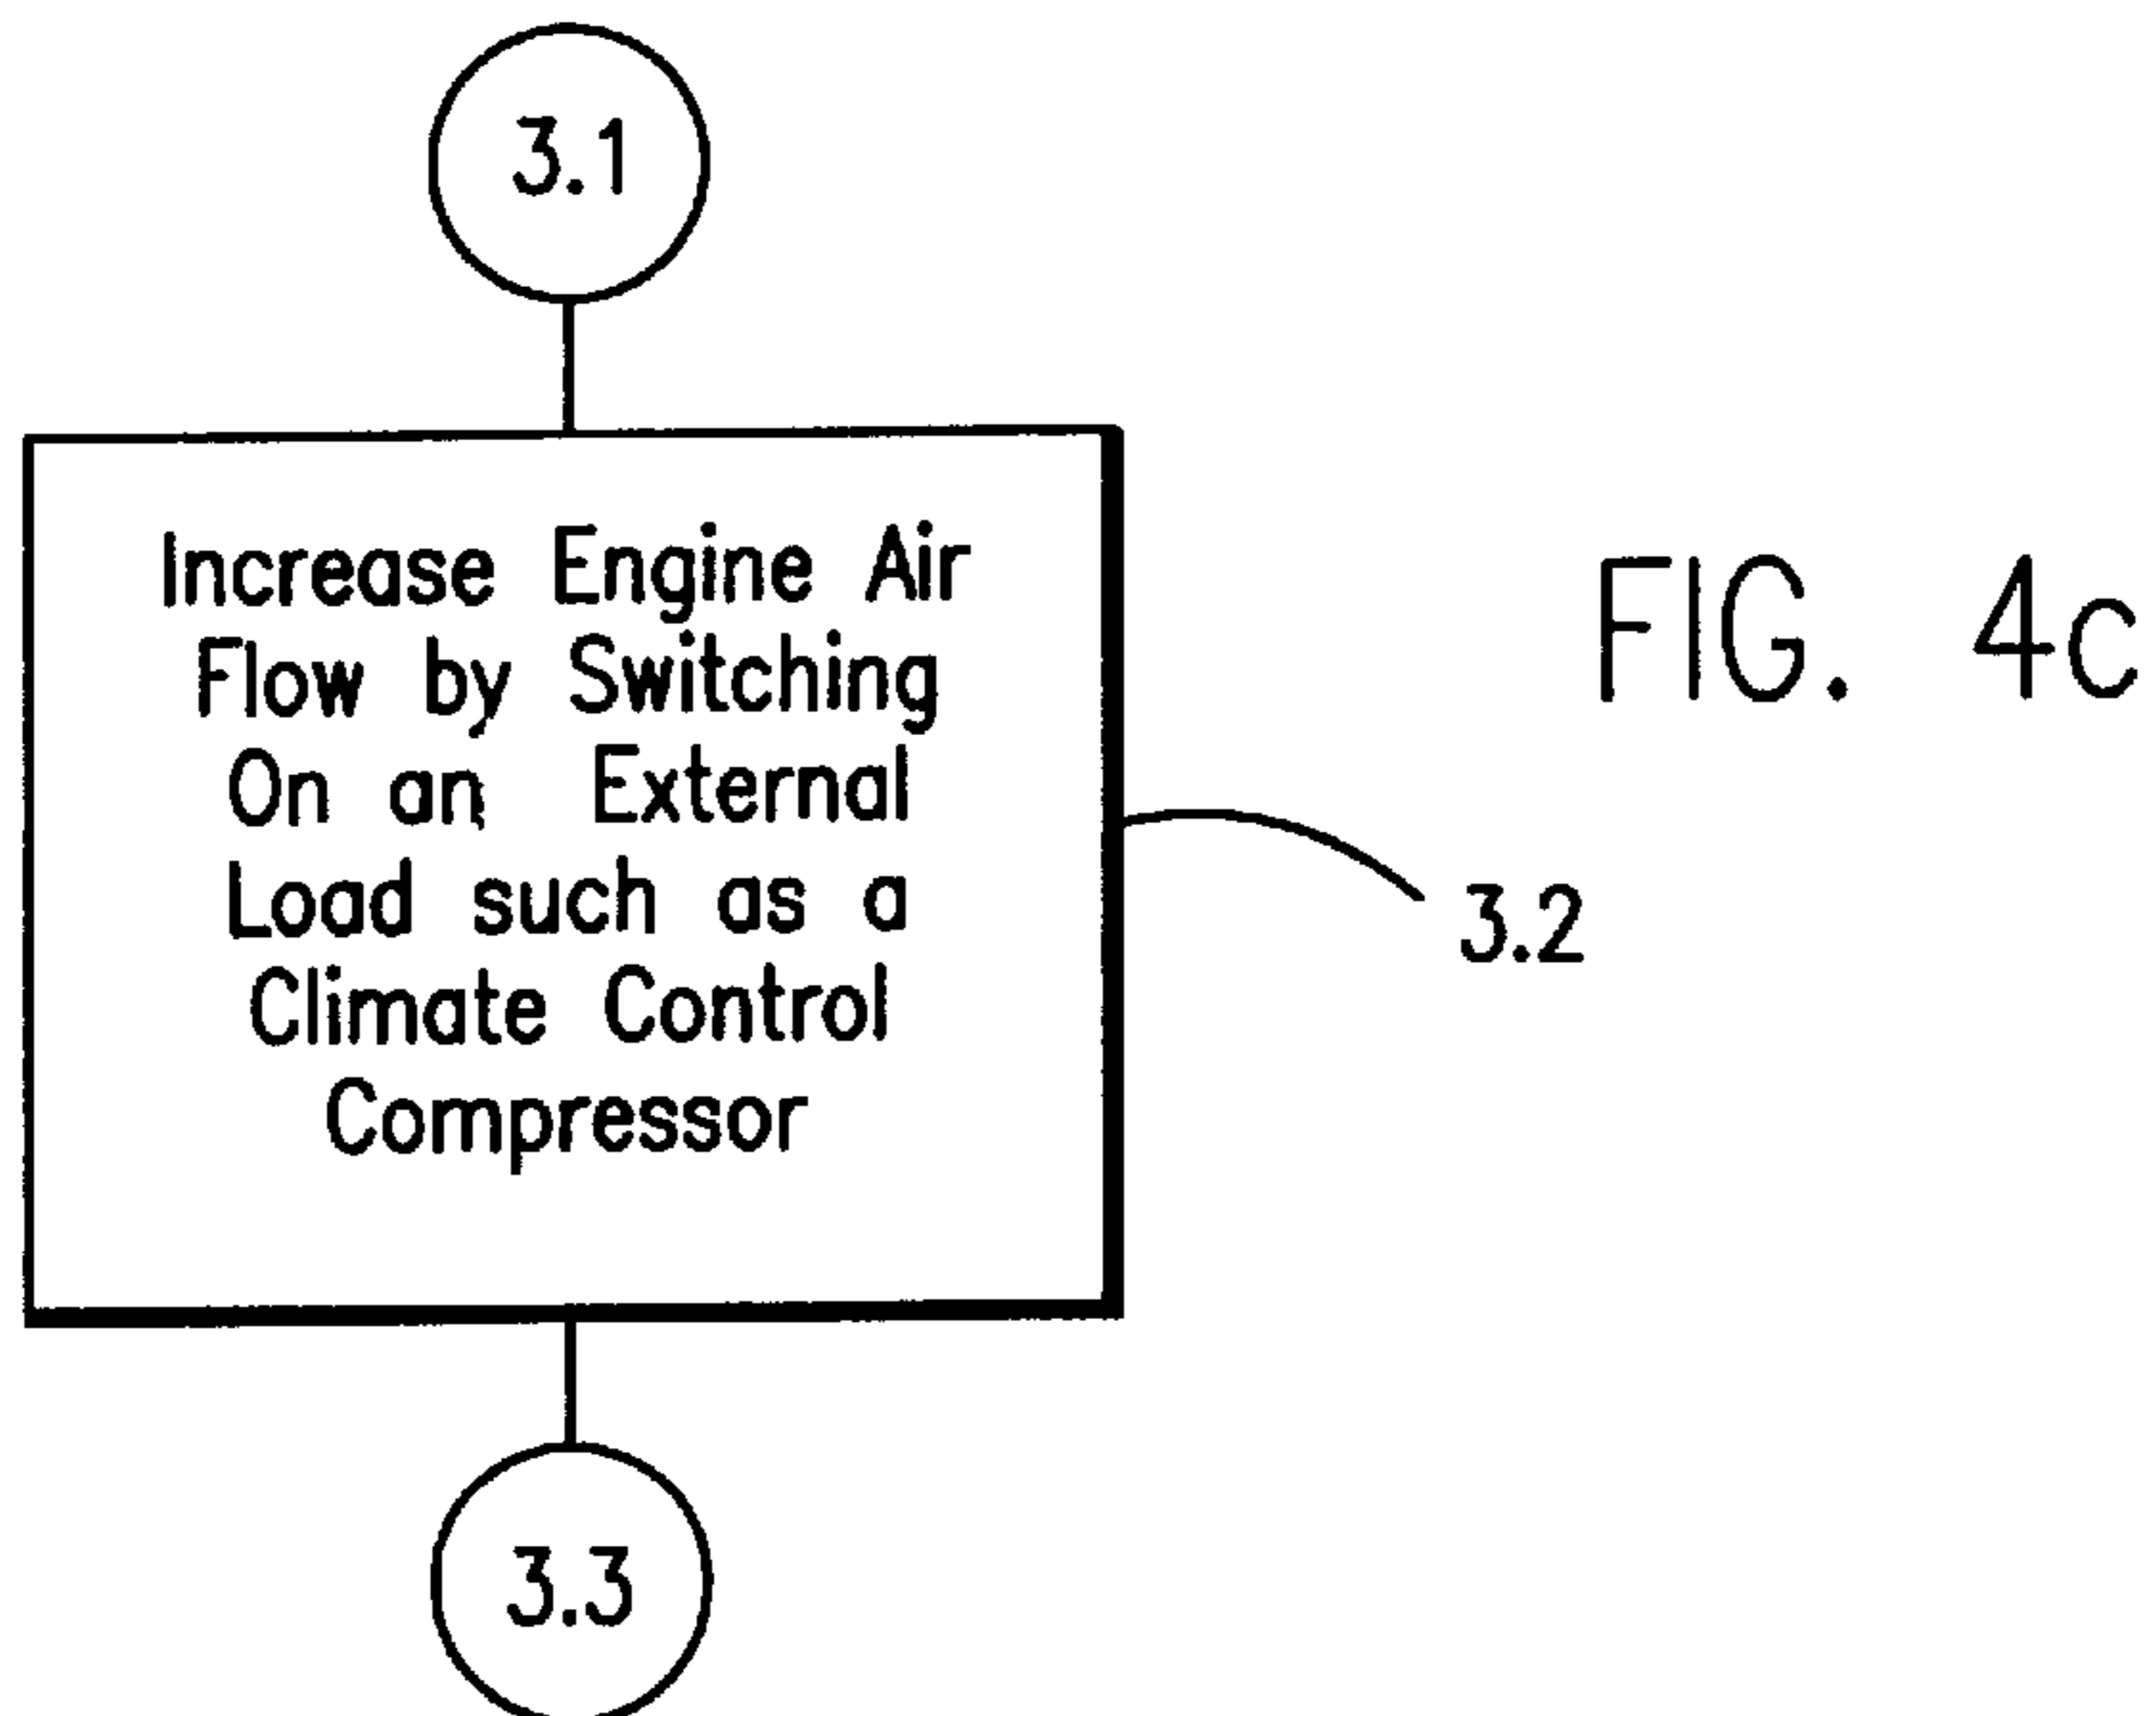 3.1
Increase Engine Air
Flow by Switching
On an External
Load such as a
Climate Control
Compressor
FIG. 4c
3.2
3.3